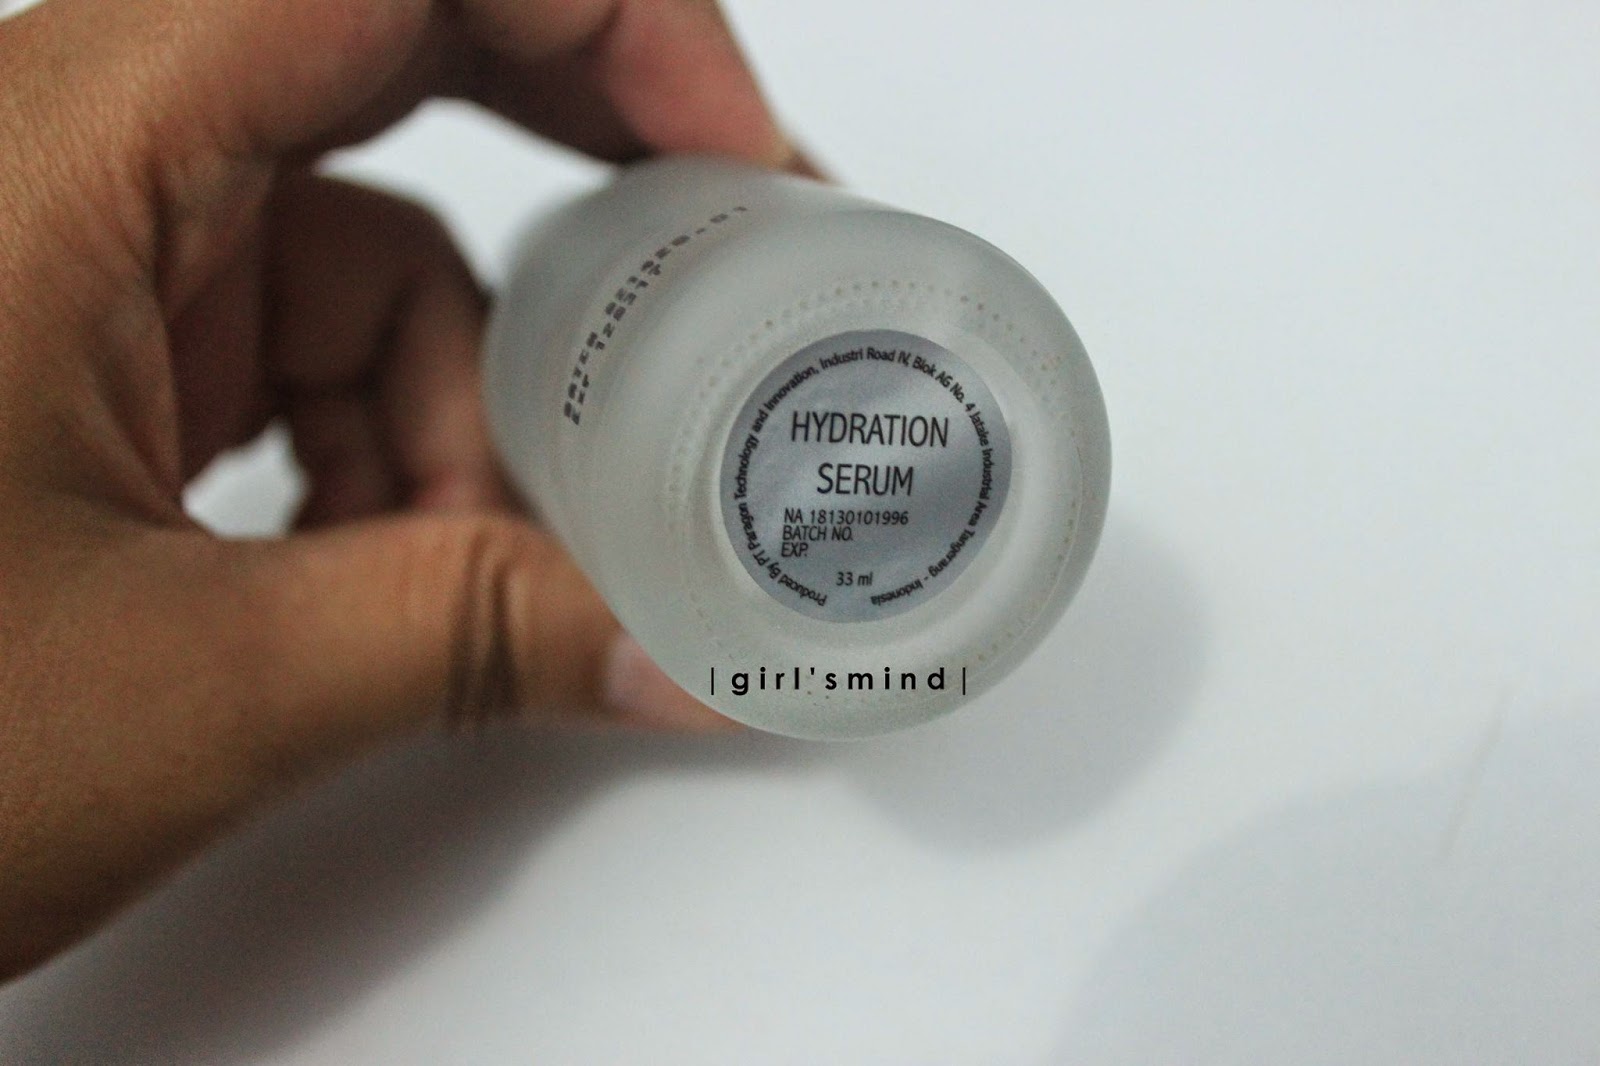 Produced By PT Paragon Technology and Innovation, Industri Road IV, Blok AG No. 4 Jatake Industrial Area Tangerang - Indonesia
HYDRATION
SERUM
NA 18130101996
BATCH NO.
EXP.
33 ml
| girl'smind |